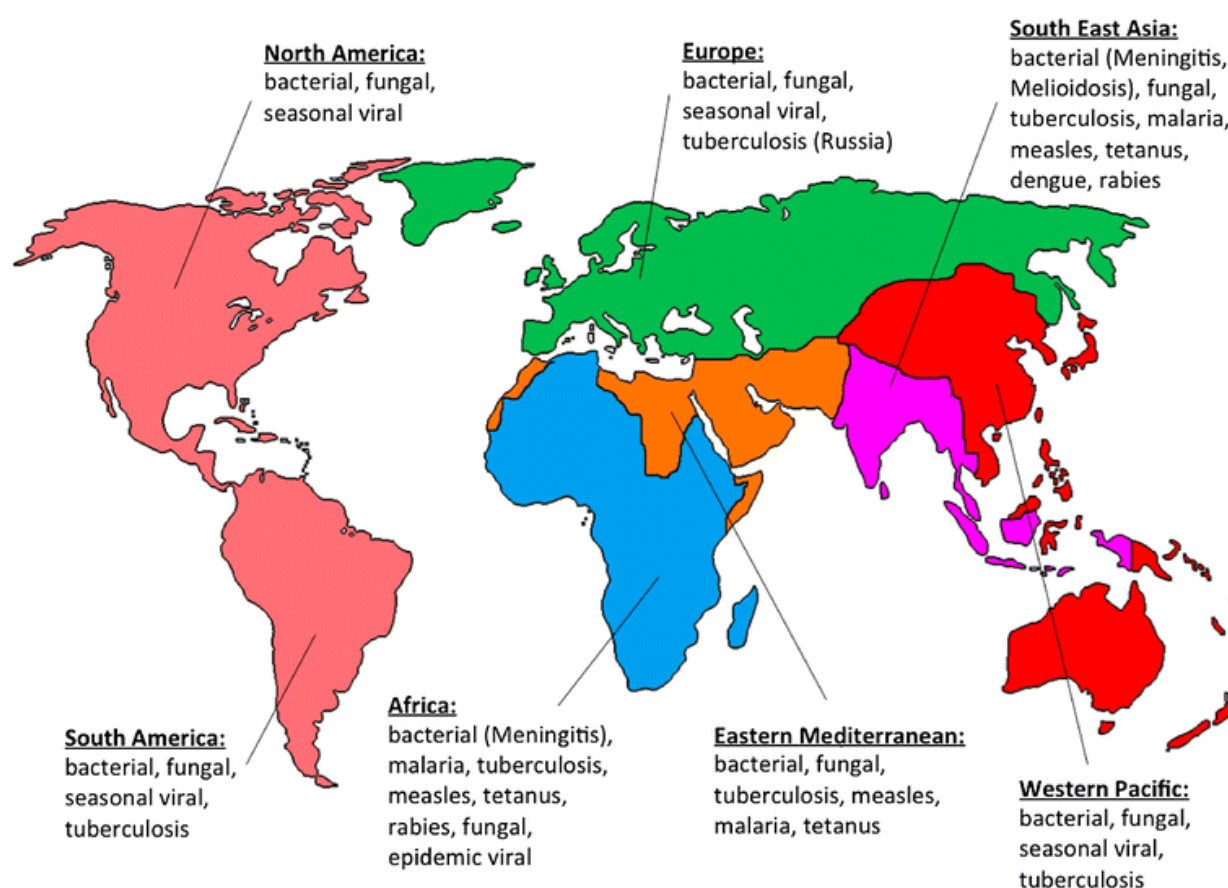 North America:
bacterial, fungal,
seasonal viral
Europe:
bacterial, fungal,
seasonal viral,
tuberculosis (Russia)
South East Asia:
bacterial (Meningitis,
Melioidosis), fungal,
tuberculosis, malaria,
measles, tetanus,
dengue, rabies
South America:
bacterial, fungal,
seasonal viral,
tuberculosis
Africa:
bacterial (Meningitis),
malaria, tuberculosis,
measles, tetanus,
rabies, fungal,
epidemic viral
Eastern Mediterranean:
bacterial, fungal,
tuberculosis, measles,
malaria, tetanus
Western Pacific:
bacterial, fungal,
seasonal viral,
tuberculosis